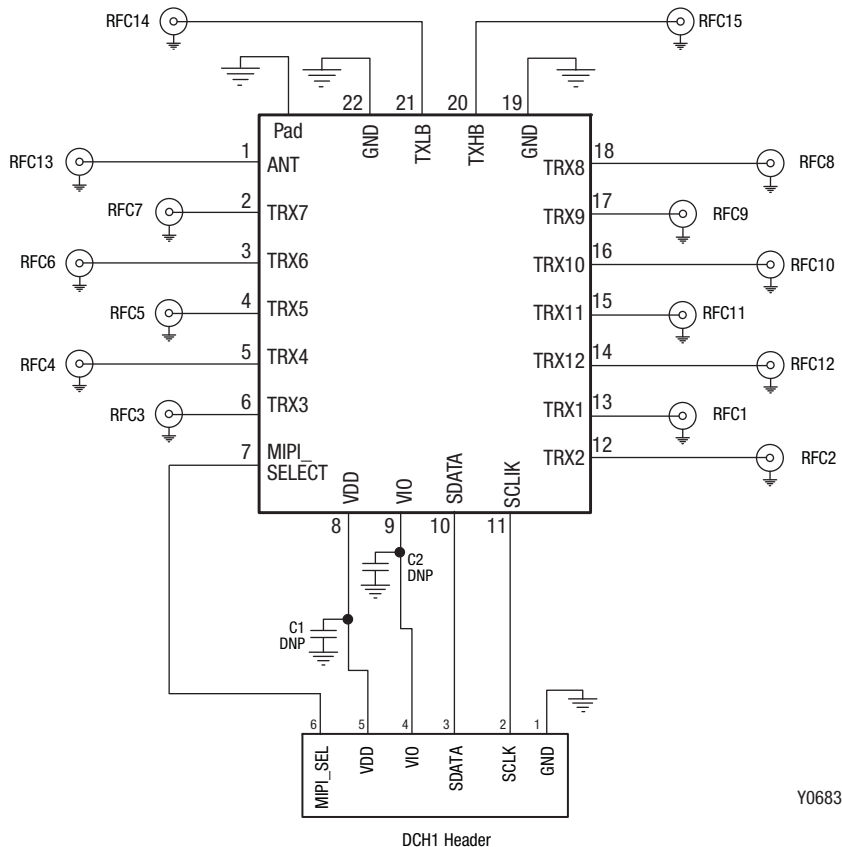 RFC14
RFC15
22
21
20
19
Pad
GND
TXLB
TXHB
GND
RFC13
1
ANT
RFC7
2
TRX7
RFC6
3
TRX6
RFC5
4
TRX5
RFC4
5
TRX4
RFC3
6
TRX3
7
MIPI_
SELECT
TRX8
18
RFC8
TRX9
17
RFC9
TRX10
16
RFC10
TRX11
15
RFC11
TRX12
14
RFC12
TRX1
13
RFC1
TRX2
12
RFC2
VDD
VIO
SDATA
SCLIK
8
9
10
11
C2
DNP
C1
DNP
6
5
4
3
2
1
MIPI_SEL
VDD
VIO
SDATA
SCLK
GND
Y0683
DCH1 Header